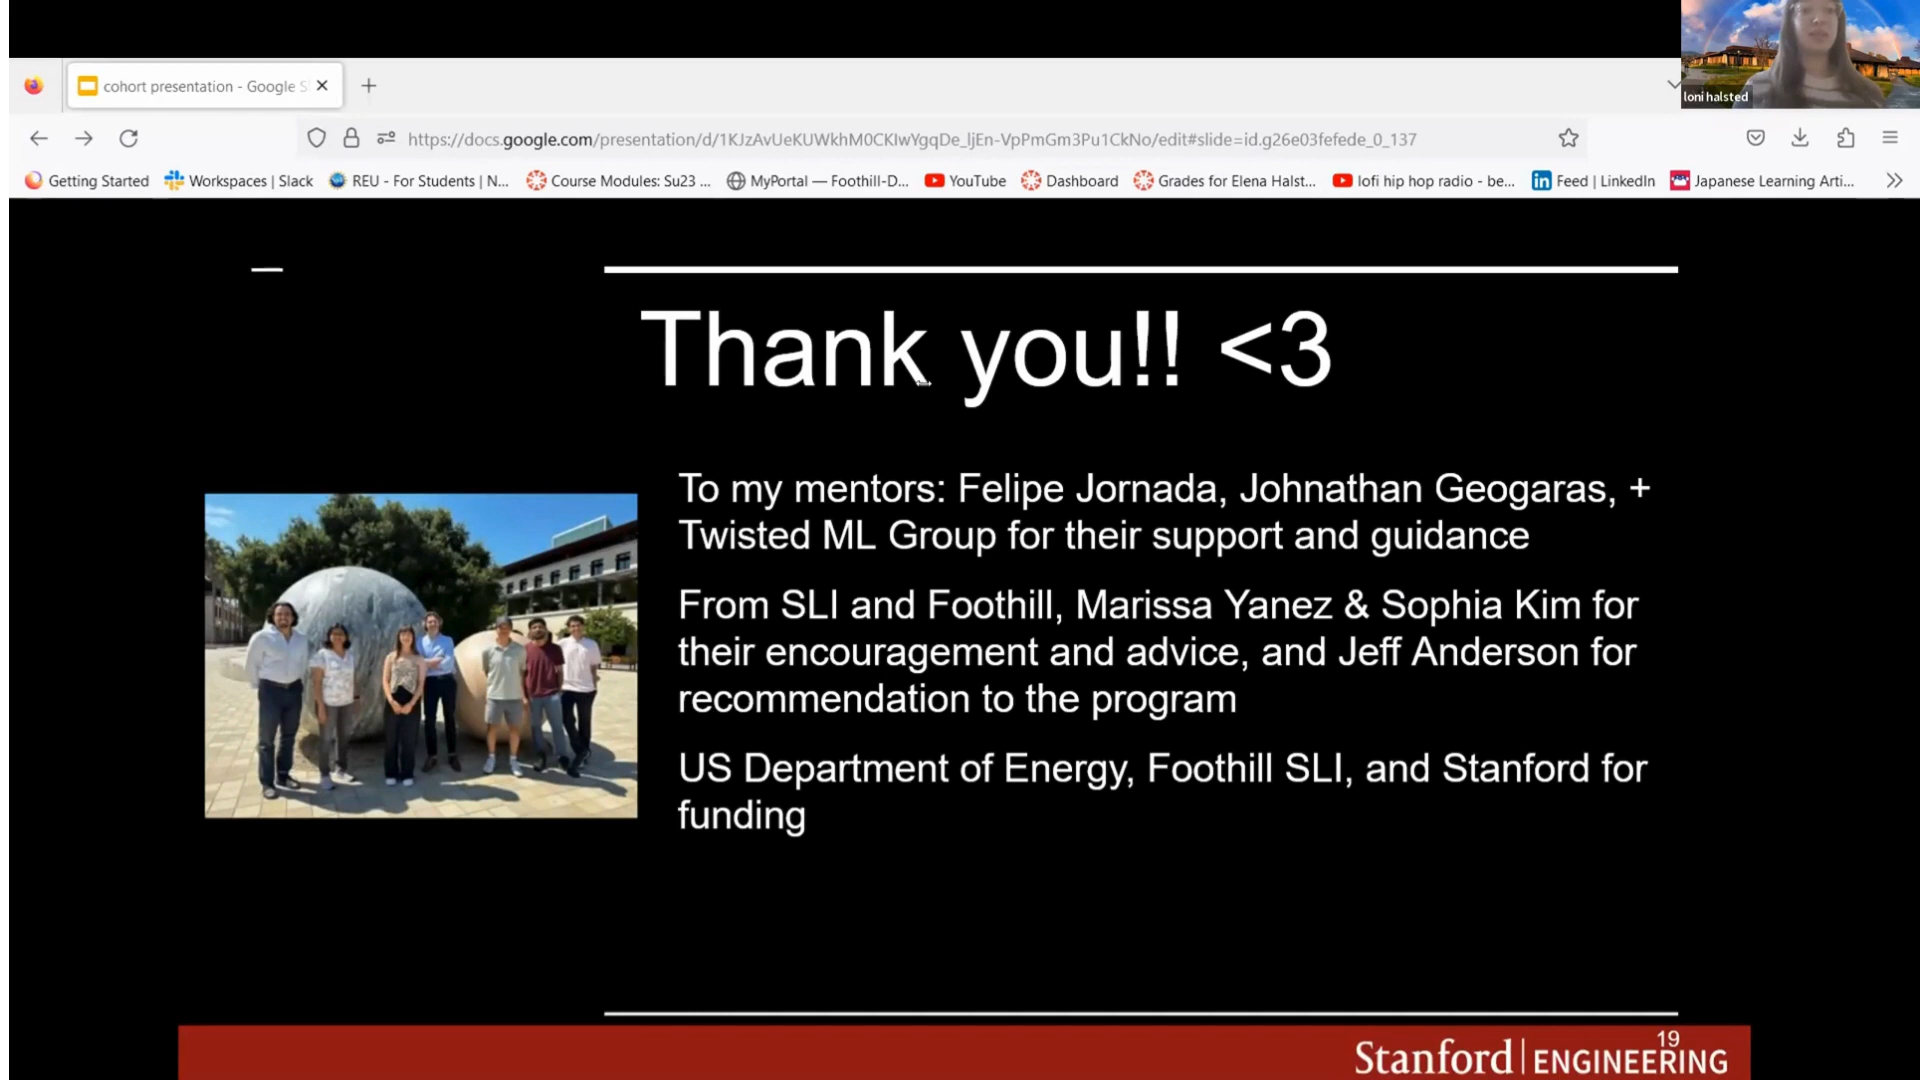 cohort presentation - Google S
loni halsted
https://docs.google.com/presentation/d/1KJzAvUeKUWkhM0CKIwYgqDe_ljEn-VpPmGm3Pu1CkNo/edit#slide=id.g26e03fefede_0_137
Getting Started Workspaces | Slack REU - For Students | N... Course Modules: Su23 ... MyPortal — Foothill-D... YouTube Dashboard Grades for Elena Halst... lofi hip hop radio - be... Feed | LinkedIn Japanese Learning Arti...
Thank you!! <3
To my mentors: Felipe Jornada, Johnathan Geogaras, +
Twisted ML Group for their support and guidance
From SLI and Foothill, Marissa Yanez & Sophia Kim for
their encouragement and advice, and Jeff Anderson for
recommendation to the program
US Department of Energy, Foothill SLI, and Stanford for
funding
19
Stanford | ENGINEERING